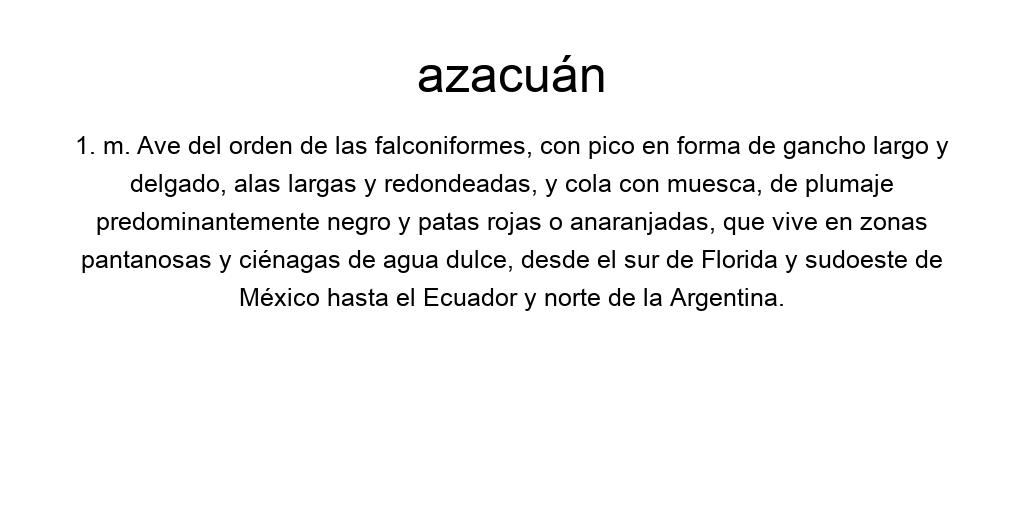 azacuán
1. m. Ave del orden de las falconiformes, con pico en forma de gancho largo y
delgado, alas largas y redondeadas, y cola con muesca, de plumaje
predominantemente negro y patas rojas o anaranjadas, que vive en zonas
pantanosas y ciénagas de agua dulce, desde el sur de Florida y sudoeste de
México hasta el Ecuador y norte de la Argentina.